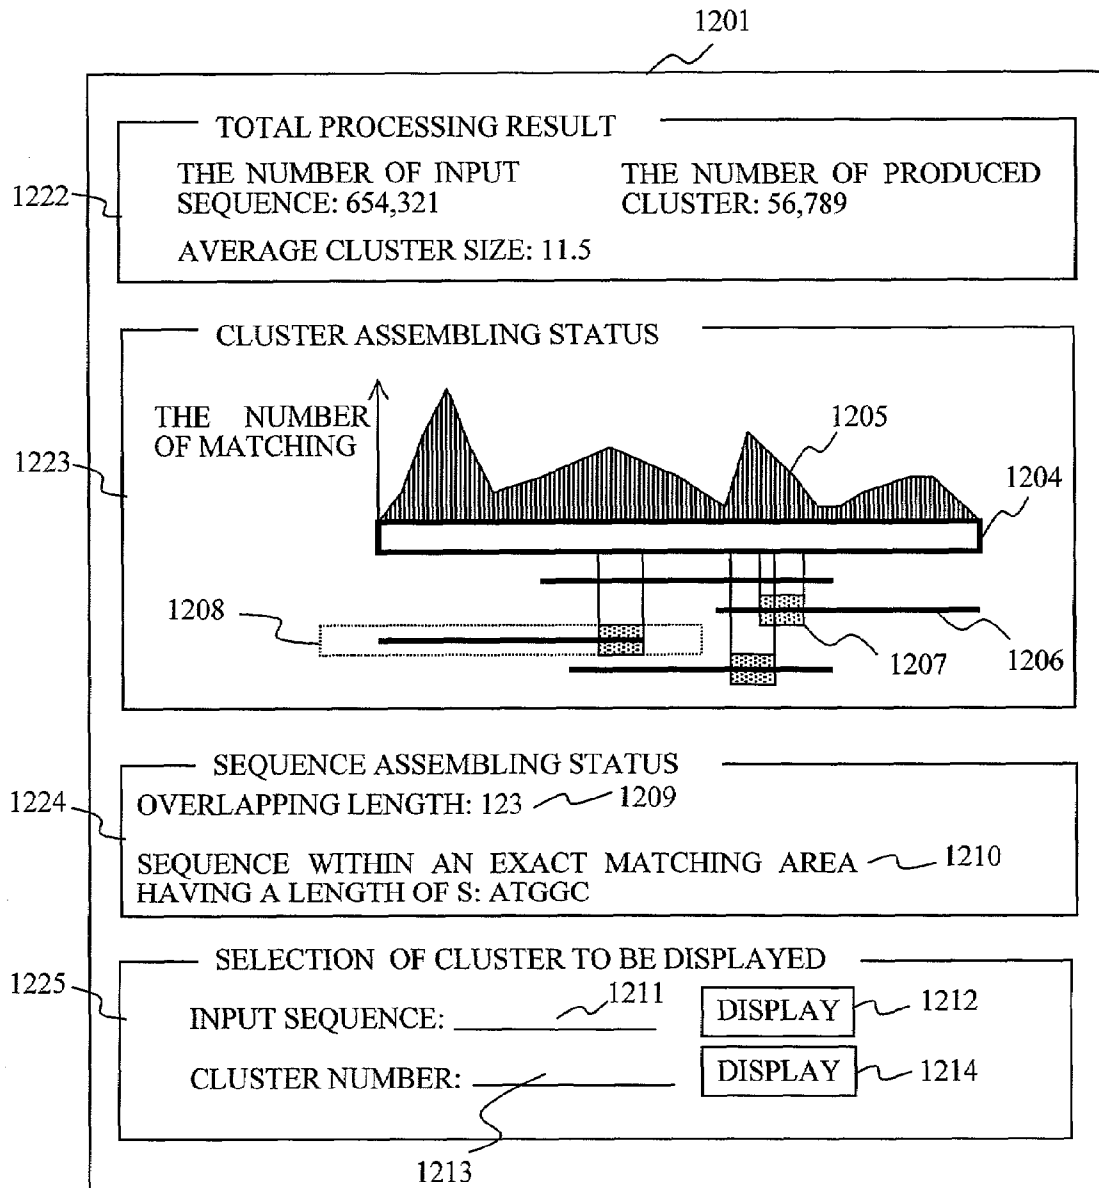 1201
TOTAL PROCESSING RESULT
THE NUMBER OF INPUT
SEQUENCE: 654,321
THE NUMBER OF PRODUCED
CLUSTER: 56,789
1222
AVERAGE CLUSTER SIZE: 11.5
CLUSTER ASSEMBLING STATUS
THE NUMBER
OF MATCHING
1205
1223
1204
1208
1207
1206
SEQUENCE ASSEMBLING STATUS
1224
OVERLAPPING LENGTH: 123
1209
SEQUENCE WITHIN AN EXACT MATCHING AREA
HAVING A LENGTH OF S: ATGGC
1210
SELECTION OF CLUSTER TO BE DISPLAYED
1225
INPUT SEQUENCE:
1211
DISPLAY
1212
CLUSTER NUMBER:
DISPLAY
1214
1213